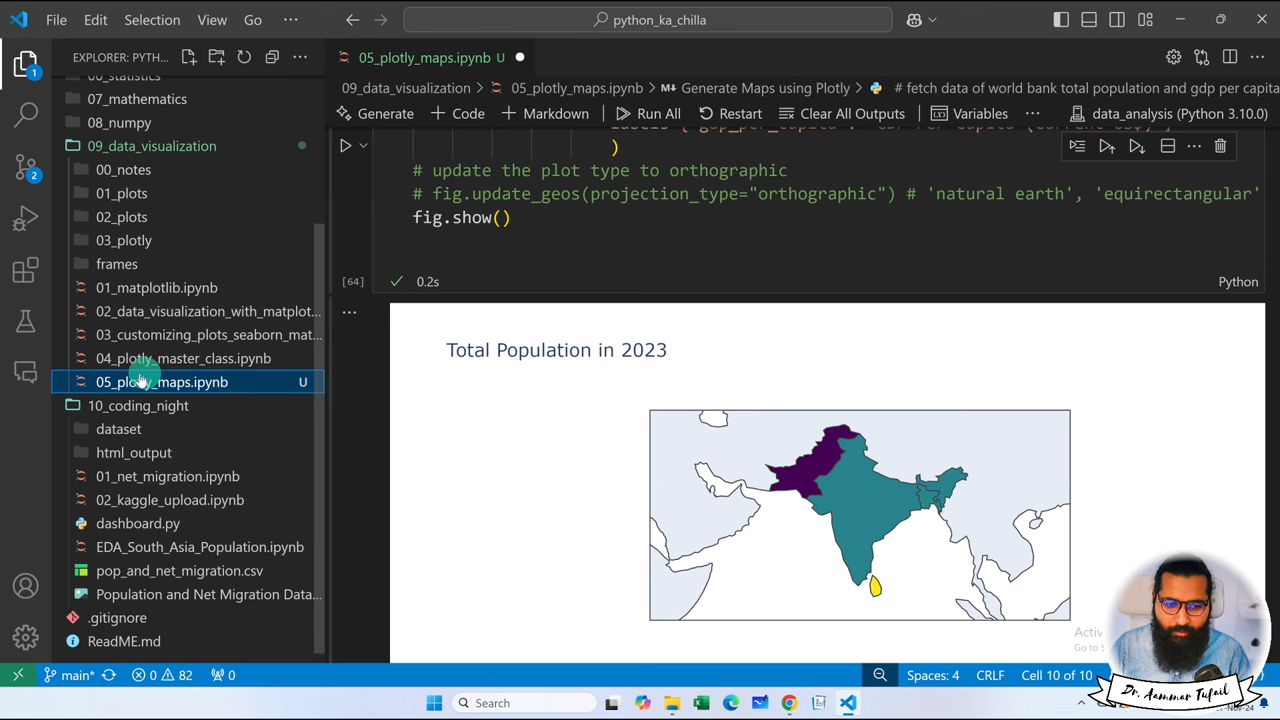 File Edit Selection View Go ··· python_ka_chilla
EXPLORER: PYTH... ···
05_plotly_maps.ipynb U
06_statistics
07_mathematics
08_numpy
09_data_visualization
00_notes
01_plots
02_plots
03_plotly
frames
01_matplotlib.ipynb
02_data_visualization_with_matplot...
03_customizing_plots_seaborn_mat...
04_plotly_master_class.ipynb
05_plotly_maps.ipynb U
10_coding_night
dataset
html_output
01_net_migration.ipynb
02_kaggle_upload.ipynb
dashboard.py
EDA_South_Asia_Population.ipynb
pop_and_net_migration.csv
Population and Net Migration Data...
.gitignore
ReadME.md
1
2
09_data_visualization > 05_plotly_maps.ipynb > M↓ Generate Maps using Plotly > # fetch data of world bank total population and gdp per capita
Generate + Code + Markdown Run All Restart Clear All Outputs Variables ··· data_analysis (Python 3.10.0)
)
# update the plot type to orthographic
# fig.update_geos(projection_type="orthographic") # 'natural earth', 'equirectangular'
fig.show()
[64] 0.2s Python
Total Population in 2023
Dr. Aammar Tufail
main* 0 82 0 Spaces: 4 CRLF Cell 10 of 10
Search